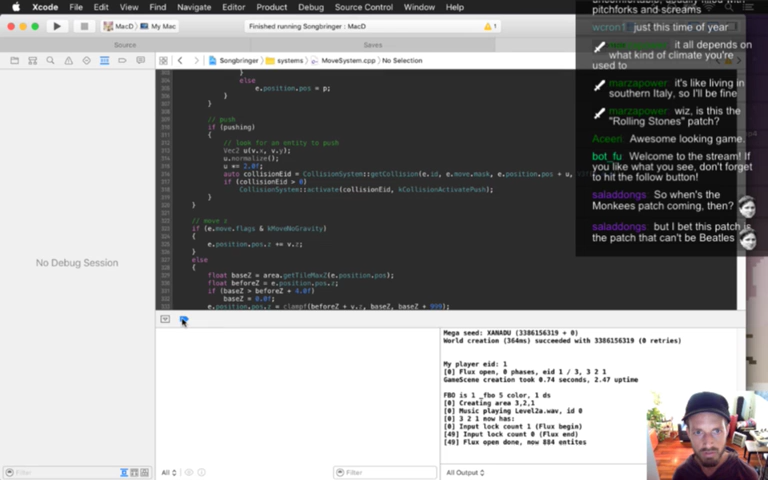 Xcode File Edit View Find Navigate Editor Product Debug Source Control Window Help
MacD My Mac
Finished running Songbringer : MacD
1
Source
Saves
Songbringer systems MoveSystem.cpp No Selection
pitchforks and screams
wcron1: just this time of year
it all depends on
what kind of climate you're
used to
marzapower: it's like living in
southern Italy, so I'll be fine
marzapower: wiz, is this the
"Rolling Stones" patch?
Aceen: Awesome looking game.
bot_fu: Welcome to the stream! If
you like what you see, don't forget
to hit the follow button!
saladdongs: So when's the
Monkees patch coming, then?
saladdongs: but I bet this patch is
the patch that can't be Beatles
}
else
e.position.pos = p;
}
}
// push
if (pushing)
{
// look for an entity to push
Vec2 u(v.x, v.y);
u.normalize();
u *= 2.0f;
auto collisionEid = CollisionSystem::getCollision(e.id, e.move.mask, e.position.pos + u,
if (collisionEid > 0)
CollisionSystem::activate(collisionEid, kCollisionActivatePush);
}
}
// move z
if (e.move.flags & kMoveNoGravity)
{
e.position.pos.z += v.z;
}
else
{
float baseZ = area.getTileMaxZ(e.position.pos);
float beforeZ = e.position.pos.z;
if (baseZ > beforeZ + 4.0f)
baseZ = 0.0f;
e.position.pos.z = clampf(beforeZ + v.z, baseZ, baseZ + 999);
No Debug Session
Mega seed: XANADU (3386156319 + 0)
World creation (364ms) succeeded with 3386156319 (0 retries)
My player eid: 1
[0] Flux open, 0 phases, eid 1 / 3, 3 2 1
GameScene creation took 0.74 seconds, 2.47 uptime
FBO is 1 _fbo 5 color, 1 ds
[0] Creating area 3,2,1
[0] Music playing Level2a.wav, id 0
[0] 3 2 1 now has:
[0] Input lock count 1 (Flux begin)
[49] Input lock count 0 (Flux end)
[49] Flux open done, now 884 entites
Filter
All
Filter
All Output